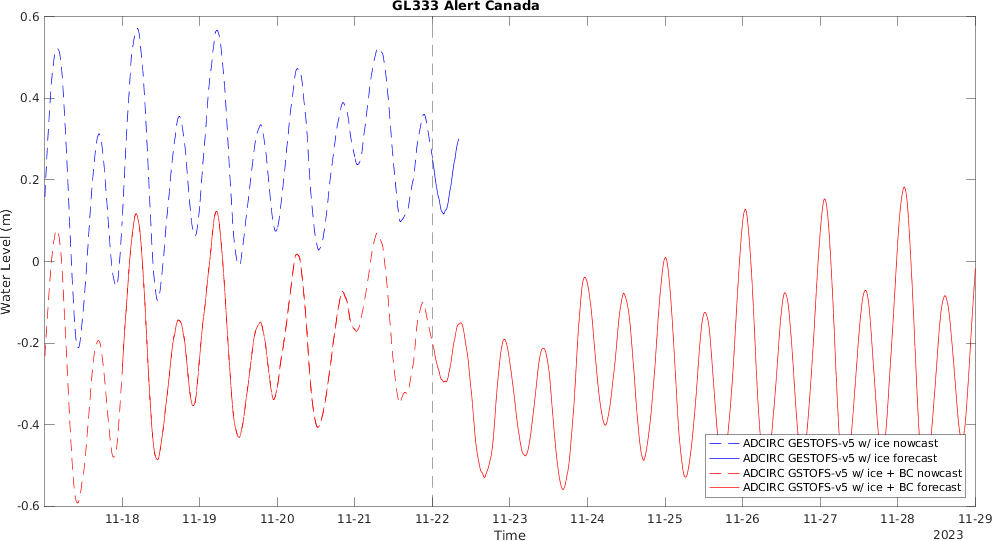 GL333 Alert Canada
0.6
0.4
0.2
0
-0.2
-0.4
-0.6
Water Level (m)
ADCIRC GESTOFS-v5 w/ ice nowcast
ADCIRC GESTOFS-v5 w/ ice forecast
ADCIRC GSTOFS-v5 w/ ice + BC nowcast
ADCIRC GSTOFS-v5 w/ ice + BC forecast
11-18 11-19 11-20 11-21 11-22 11-23 11-24 11-25 11-26 11-27 11-28 11-29
Time
2023